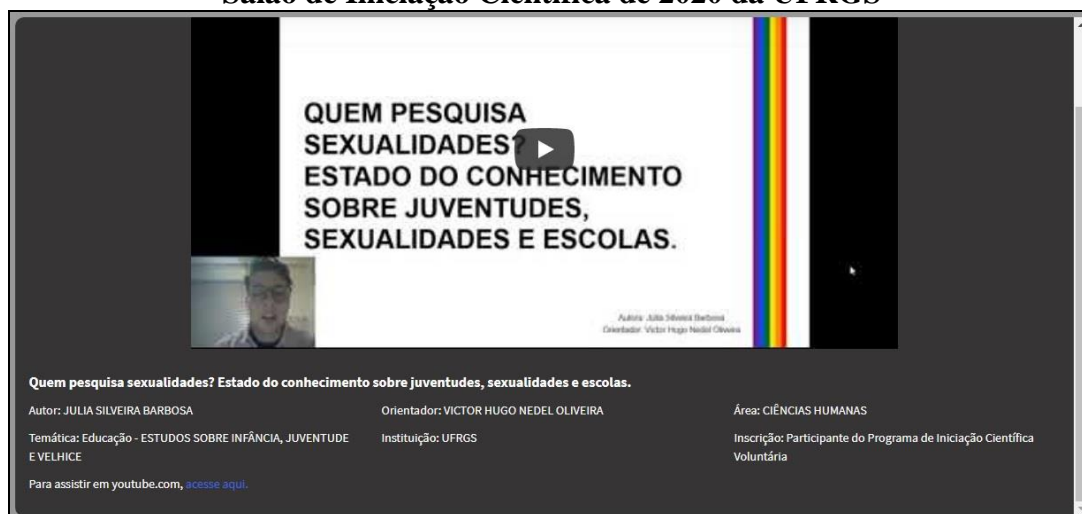 Salão de Iniciação Científica de 2020 da UFRGS
QUEM PESQUISA
SEXUALIDADES?
ESTADO DO CONHECIMENTO
SOBRE JUVENTUDES,
SEXUALIDADES E ESCOLAS.
Autora: Júlia Silveira Barbosa
Orientador: Victor Hugo Nedel Oliveira
Quem pesquisa sexualidades? Estado do conhecimento sobre juventudes, sexualidades e escolas.
Autor: JULIA SILVEIRA BARBOSA
Orientador: VICTOR HUGO NEDEL OLIVEIRA
Área: CIÊNCIAS HUMANAS
Temática: Educação - ESTUDOS SOBRE INFÂNCIA, JUVENTUDE
E VELHICE
Instituição: UFRGS
Inscrição: Participante do Programa de Iniciação Científica
Voluntária
Para assistir em youtube.com, acesse aqui.